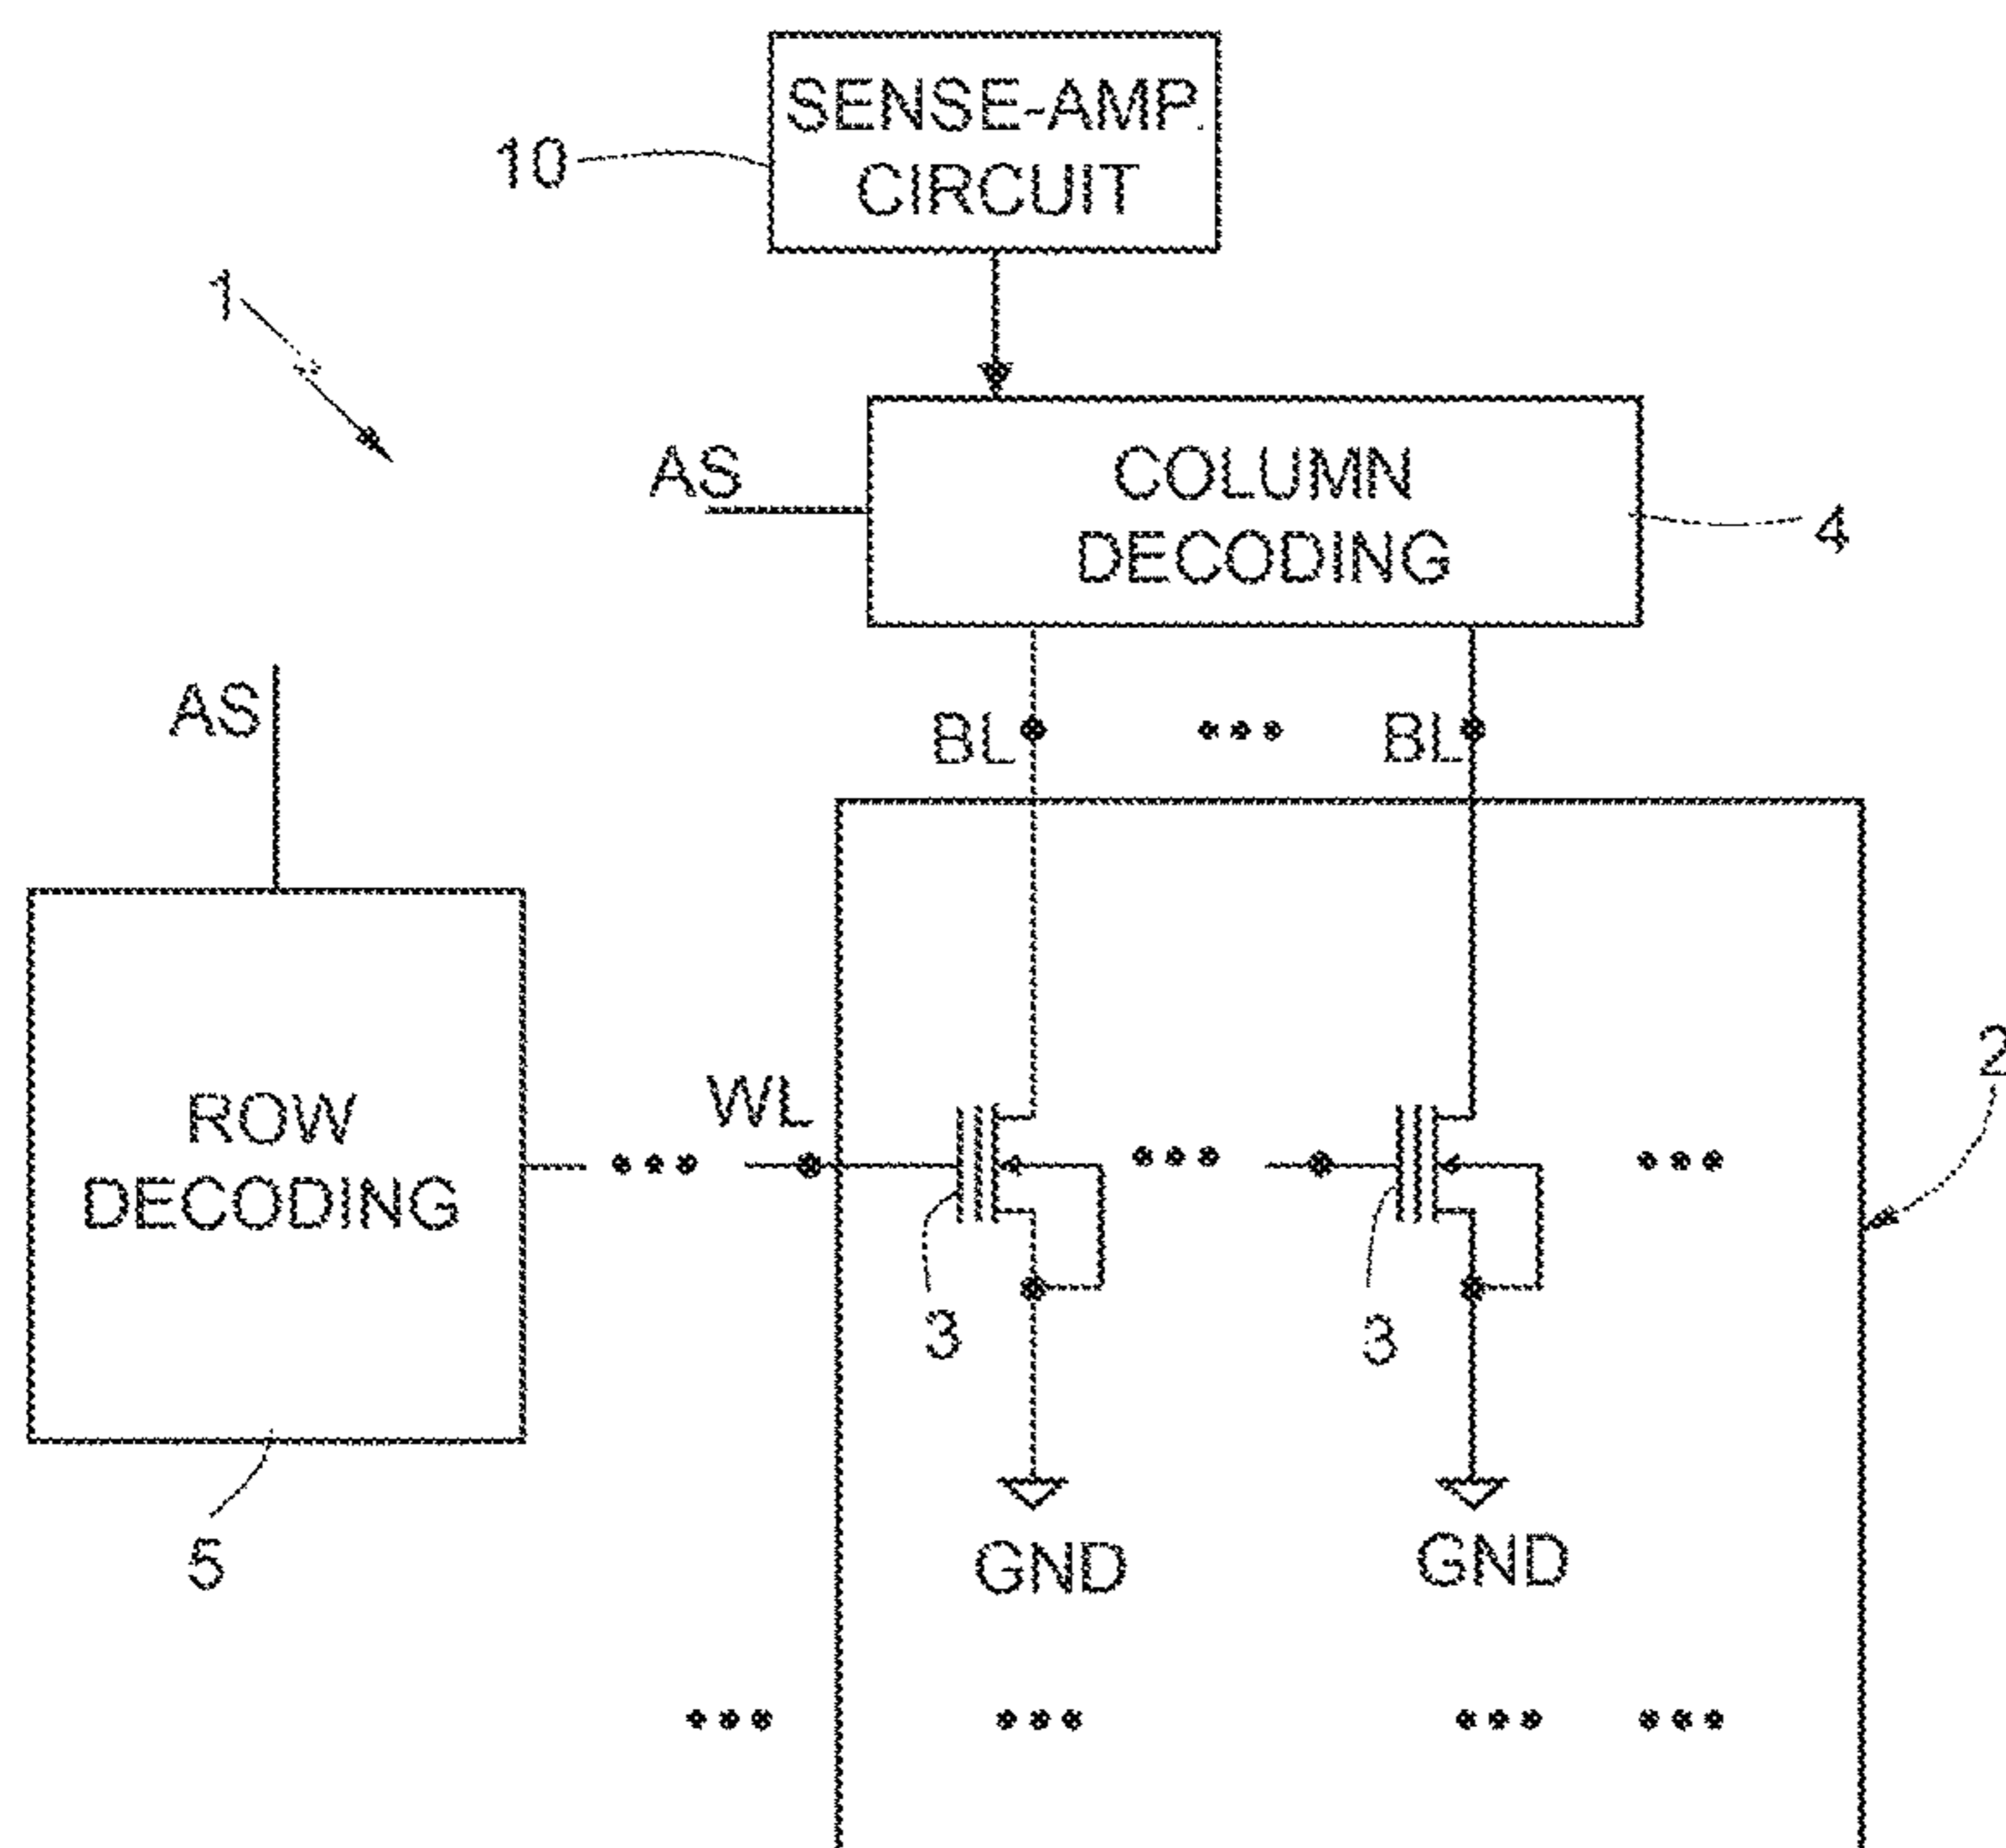 SENSE-AMP.
CIRCUIT
10
1
AS
COLUMN
DECODING
4
AS
BL
BL
2
ROW
DECODING
WL
3
3
5
GND
GND